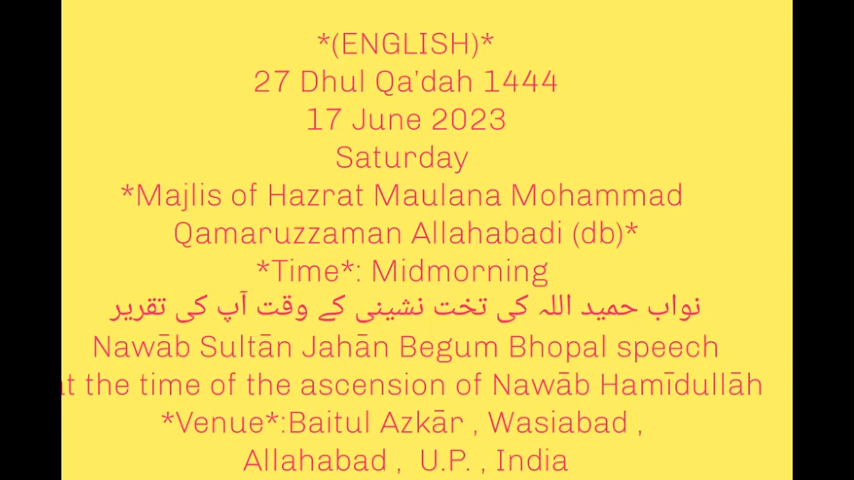 *(ENGLISH)*
27 Dhul Qa'dah 1444
17 June 2023
Saturday
*Majlis of Hazrat Maulana Mohammad
Qamaruzzaman Allahabadi (db)*
*Time*: Midmorning
نواب حمید اللہ کی تخت نشینی کے وقت آپ کی تقریر
Nawāb Sultān Jahān Begum Bhopal speech
at the time of the ascension of Nawāb Hamīdullāh
*Venue*:Baitul Azkār , Wasiabad ,
Allahabad , U.P. , India